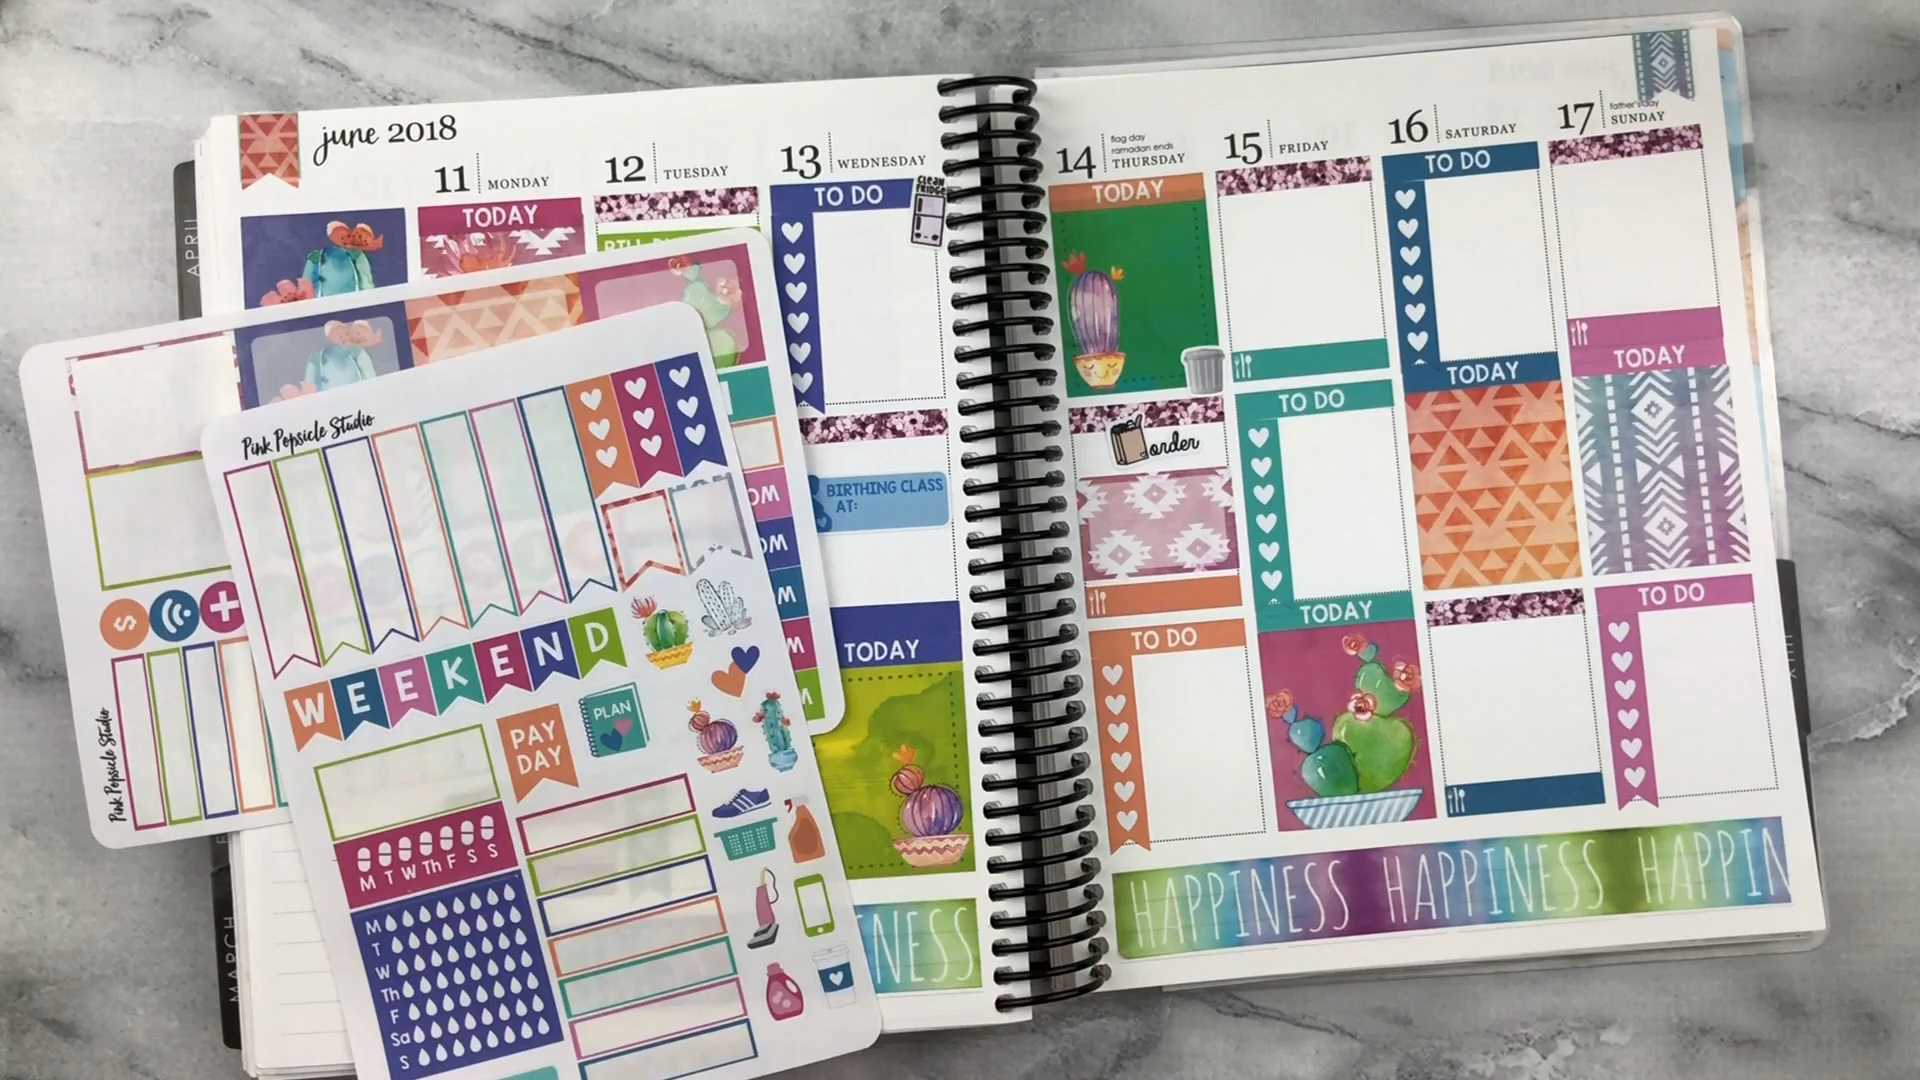 june 2018
11 MONDAY
12 TUESDAY
13 WEDNESDAY
14 flag day
ramadan ends
THURSDAY
15 FRIDAY
16 SATURDAY
17 father's day
SUNDAY
TODAY
TO DO
CLEAN
FRIDGE
TODAY
TO DO
TODAY
TODAY
TO DO
order
BIRTHING CLASS
AT:
TODAY
TO DO
TODAY
TO DO
HAPPINESS HAPPINESS HAPPIN
NESS
APRIL
MARCH
Pink Popsicle Studio
WEEKEND
PAY
DAY
PLAN
M T W Th F S S
M
T
W
Th
F
Sa
S
$
Pink Popsicle Studio